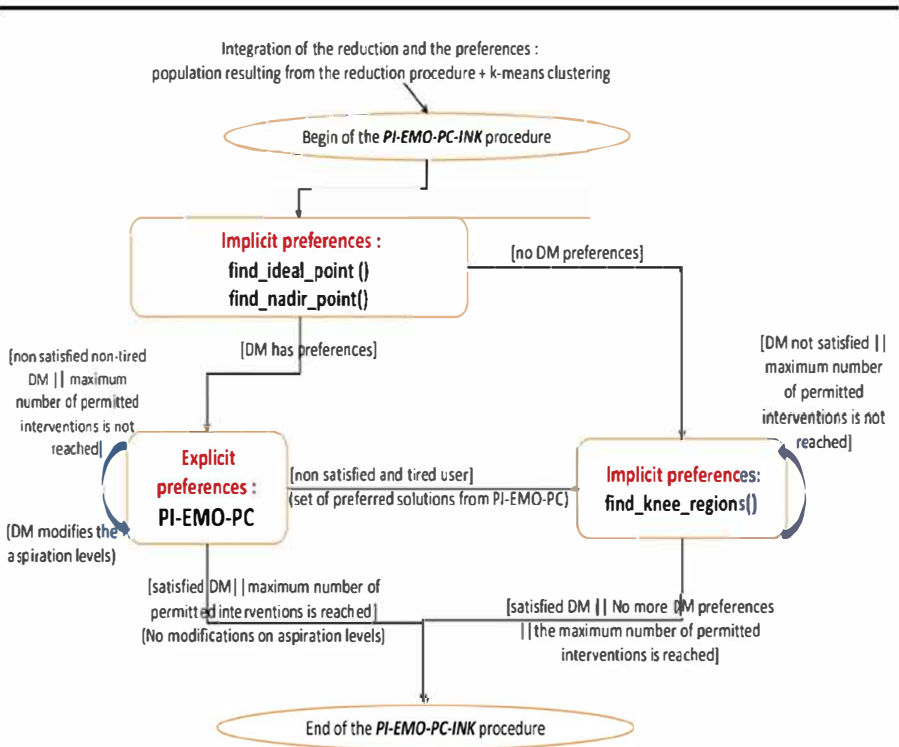 Integration of the reduction and the preferences :
population resulting from the reduction procedure + k-means clustering
Begin of the PI-EMO-PC-INK procedure
Implicit preferences :
find_ideal_point ()
find_nadir_point()
[no DM preferences]
[DM has preferences]
[non satisfied non-tired
DM || maximum
number of permitted
interventions is not
reached]
[DM not satisfied ||
maximum number
of permitted
interventions is not
reached]
Explicit
preferences :
PI-EMO-PC
[non satisfied and tired user]
(set of preferred solutions from PI-EMO-PC)
Implicit preferences:
find_knee_regions()
(DM modifies the
aspiration levels)
[satisfied DM||maximum number of
permitted interventions is reached]
(No modifications on aspiration levels)
[satisfied DM || No more DM preferences
||the maximum number of permitted
interventions is reached]
End of the PI-EMO-PC-INK procedure